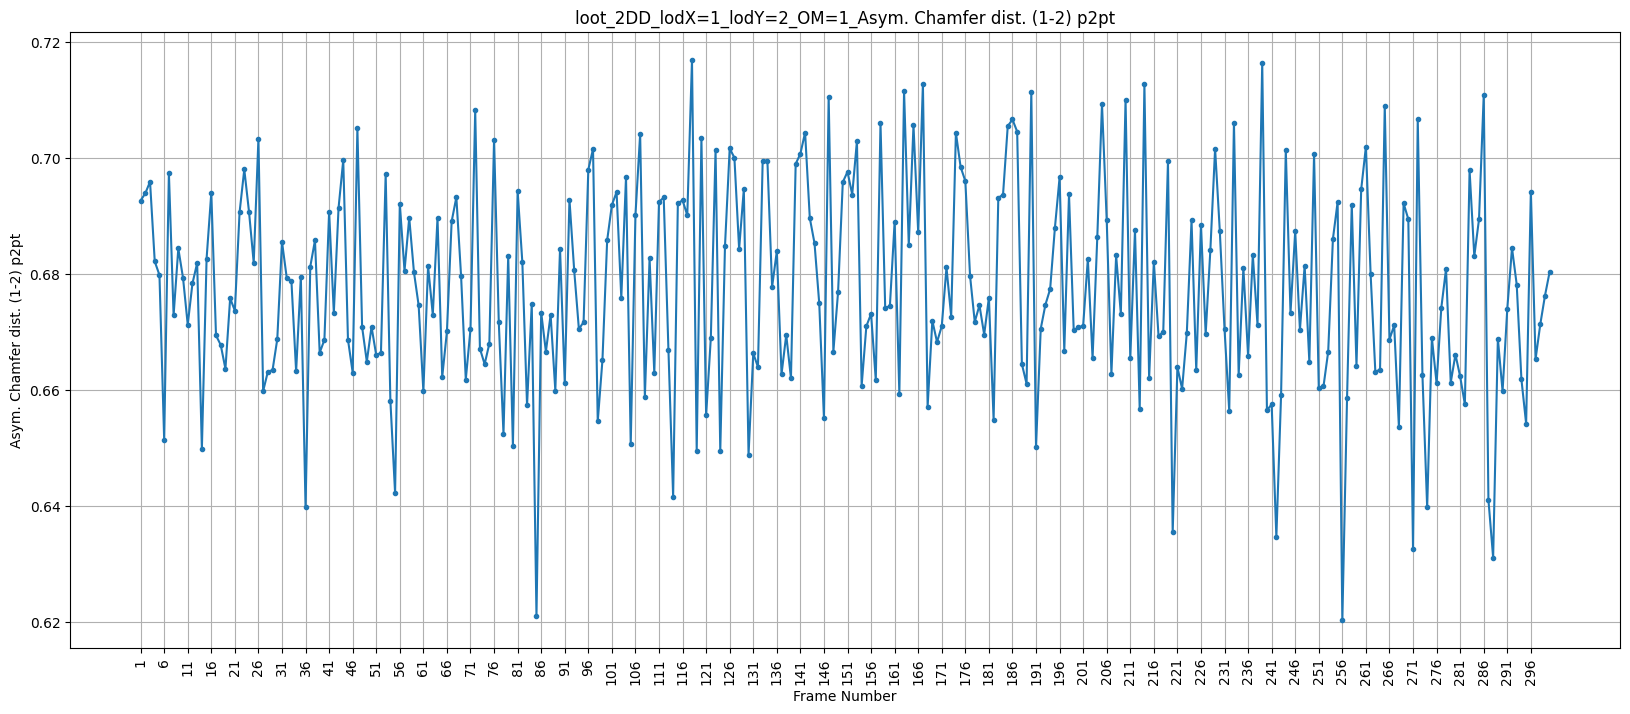 loot_2DD_lodX=1_lodY=2_OM=1_Asym. Chamfer dist. (1-2) p2pt
Asym. Chamfer dist. (1-2) p2pt
0.72
0.70
0.68
0.66
0.64
0.62
1 6 11 16 21 26 31 36 41 46 51 56 61 66 71 76 81 86 91 96 101 106 111 116 121 126 131 136 141 146 151 156 161 166 171 176 181 186 191 196 201 206 211 216 221 226 231 236 241 246 251 256 261 266 271 276 281 286 291 296
Frame Number